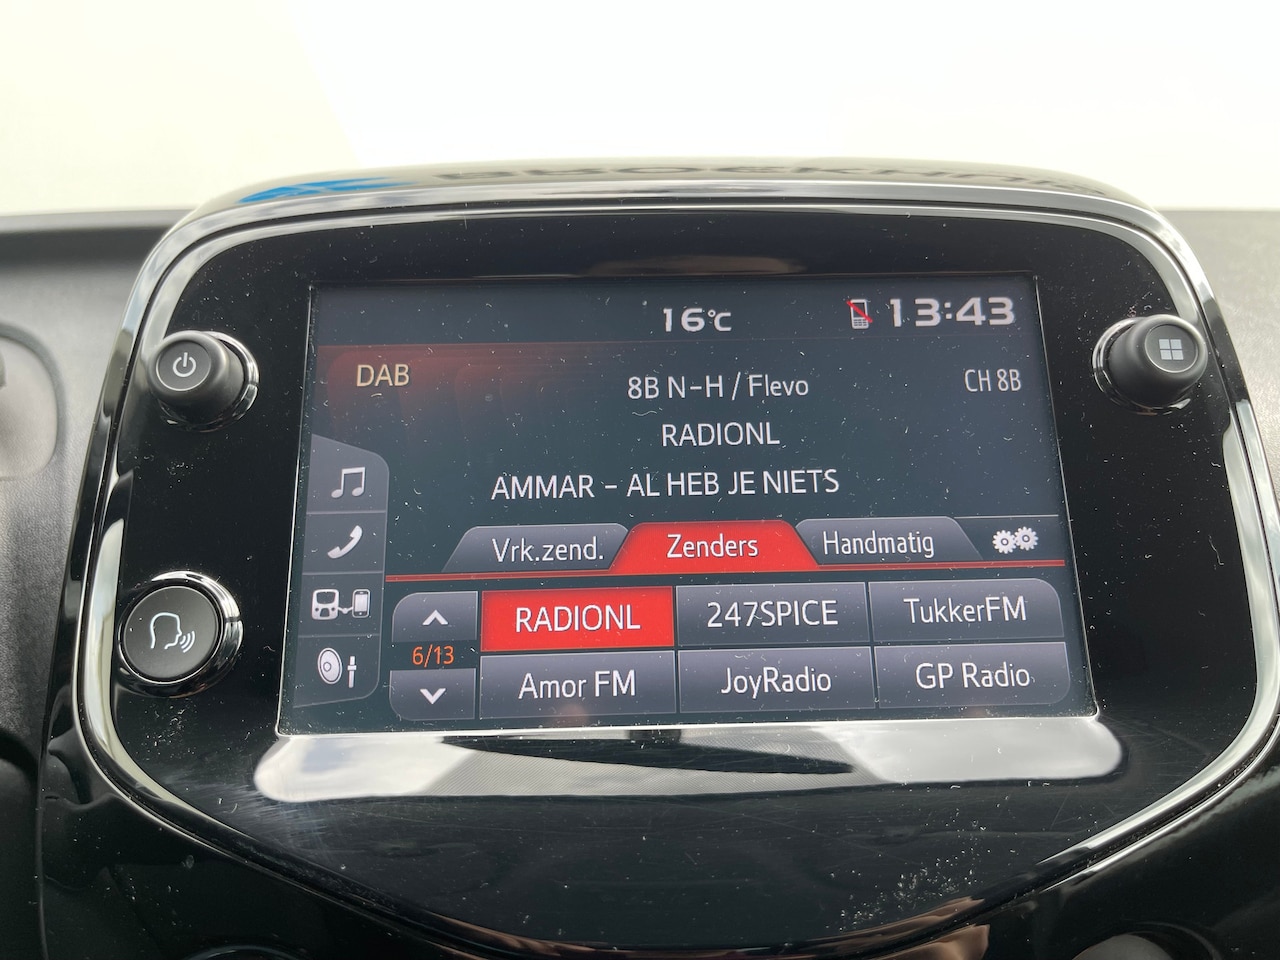 16°C 13:43
DAB 8B N-H / Flevo CH 8B
RADIONL
AMMAR - AL HEB JE NIETS
Vrk.zend. Zenders Handmatig
RADIONL 247SPICE TukkerFM
6/13
Amor FM JoyRadio GP Radio